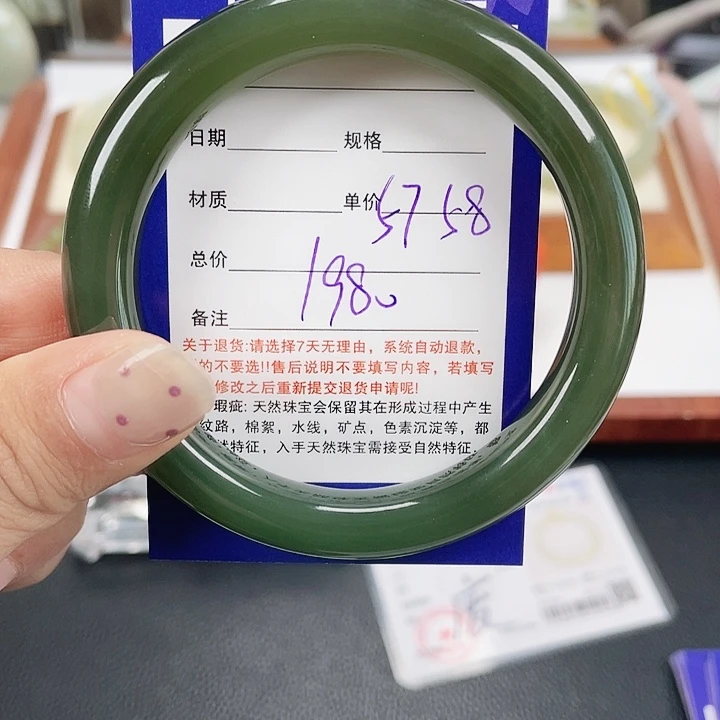 日期 规格
材质 单价 57 58
总价
1980
备注
关于退货:请选择7天无理由，系统自动退款，
的不要选!!售后说明不要填写内容，若填写
修改之后重新提交退货申请呢!
瑕疵: 天然珠宝会保留其在形成过程中产生
纹路，棉絮，水线，矿点，色素沉淀等，都
特征，入手天然珠宝需接受自然特征，